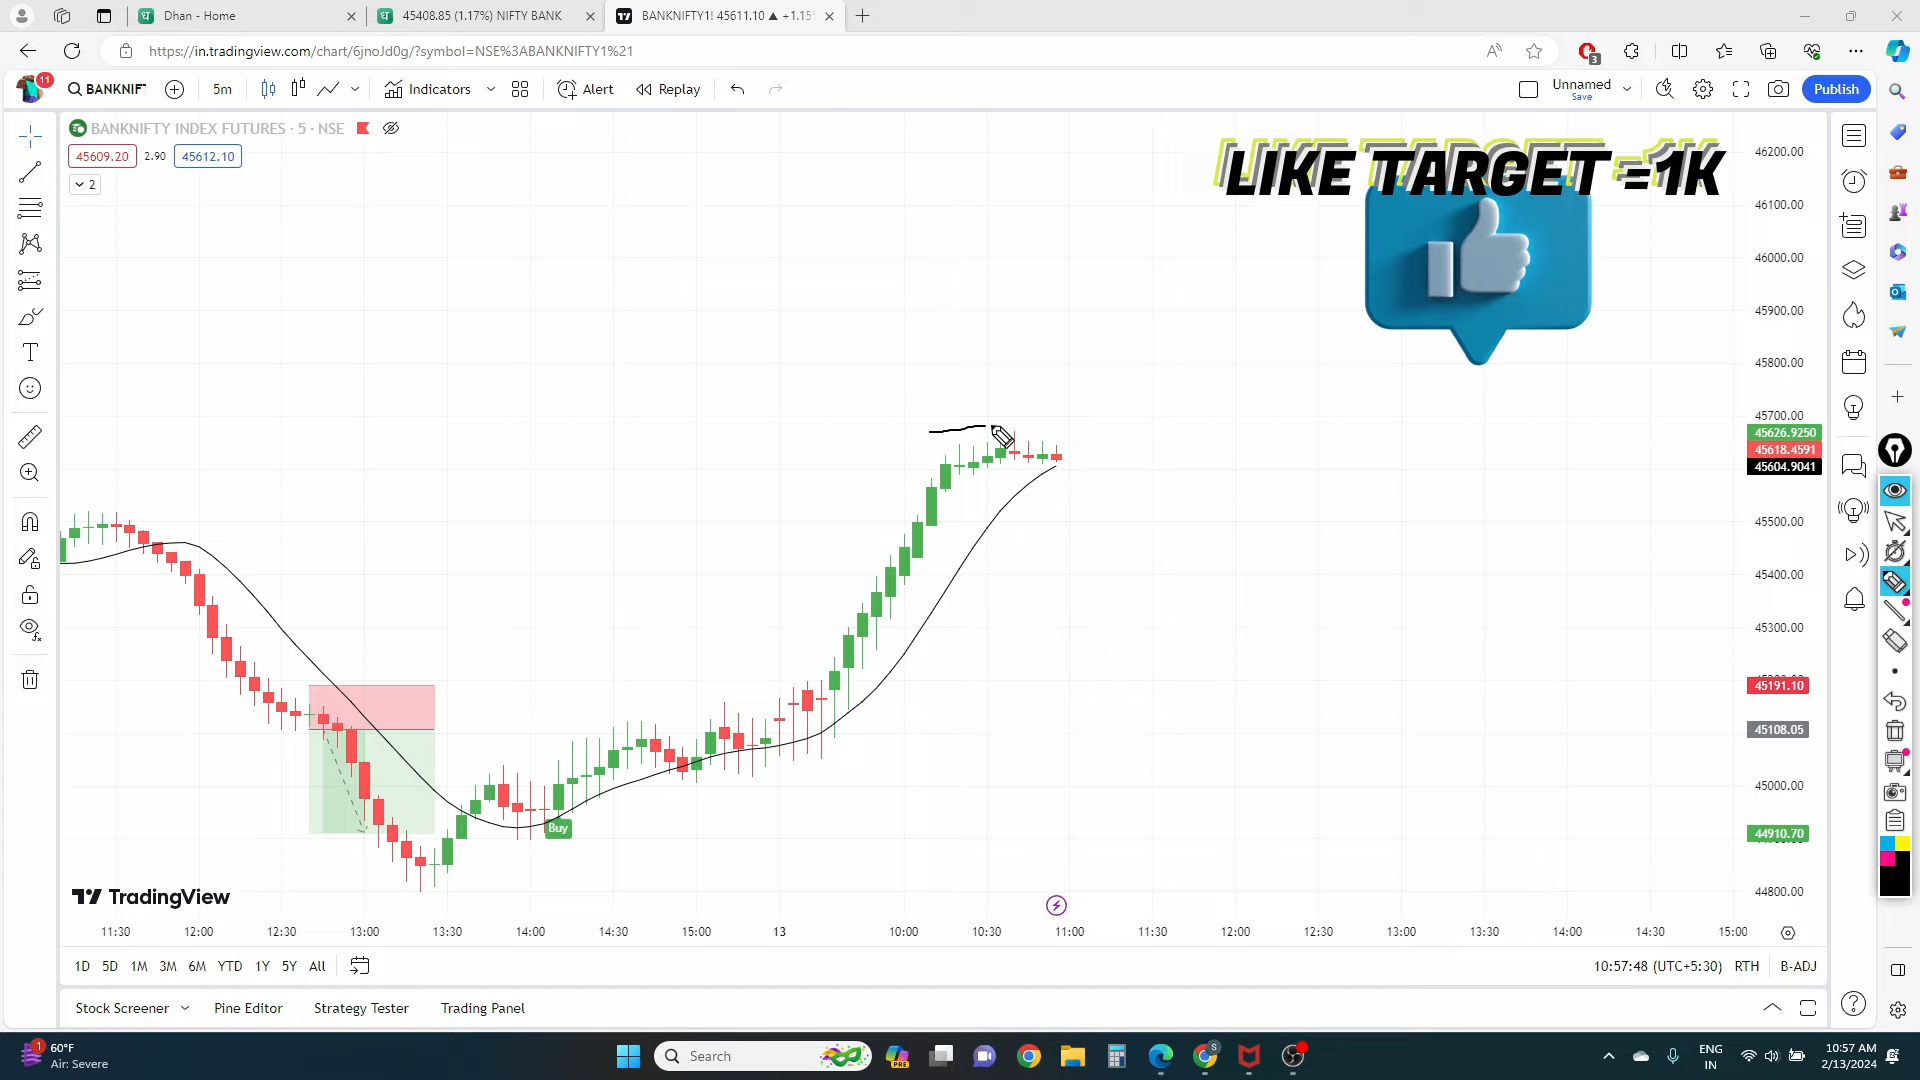 Dhan - Home
45408.85 (1.17%) NIFTY BANK
BANKNIFTY1! 45611.10 ▲ +1.15
https://in.tradingview.com/chart/6jnoJd0g/?symbol=NSE%3ABANKNIFTY1%21
3
11
BANKNIF
5m
Indicators
Alert
Replay
Unnamed
Save
Publish
BANKNIFTY INDEX FUTURES · 5 · NSE
45609.20
2.90
45612.10
2
LIKE TARGET =1K
46200.00
46100.00
46000.00
45900.00
45800.00
45700.00
45626.9250
45618.4591
45604.9041
45500.00
45400.00
45300.00
45191.10
45108.05
45000.00
44910.70
44800.00
Buy
TradingView
11:30
12:00
12:30
13:00
13:30
14:00
14:30
15:00
13
10:00
10:30
11:00
11:30
12:00
12:30
13:00
13:30
14:00
14:30
15:00
1D
5D
1M
3M
6M
YTD
1Y
5Y
All
10:57:48 (UTC+5:30)
RTH
B-ADJ
Stock Screener
Pine Editor
Strategy Tester
Trading Panel
1
60°F
Air: Severe
Search
PRE
S
ENG
IN
10:57 AM
2/13/2024